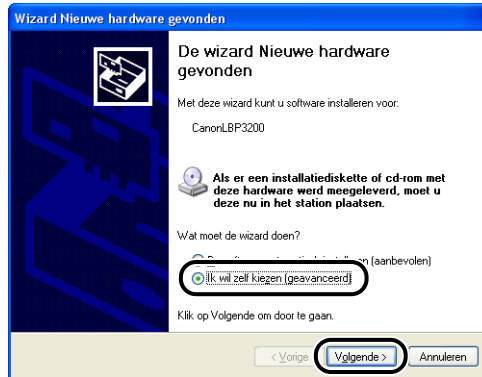 Wizard Nieuwe hardware gevonden
De wizard Nieuwe hardware
gevonden
Met deze wizard kunt u software installeren voor:
CanonLBP3200
Als er een installatiediskette of cd-rom met
deze hardware werd meegeleverd, moet u
deze nu in het station plaatsen.
Wat moet de wizard doen?
(aanbevolen)
Ik wil zelf kiezen (geavanceerd)
Klik op Volgende om door te gaan.
< Vorige
Volgende >
Annuleren